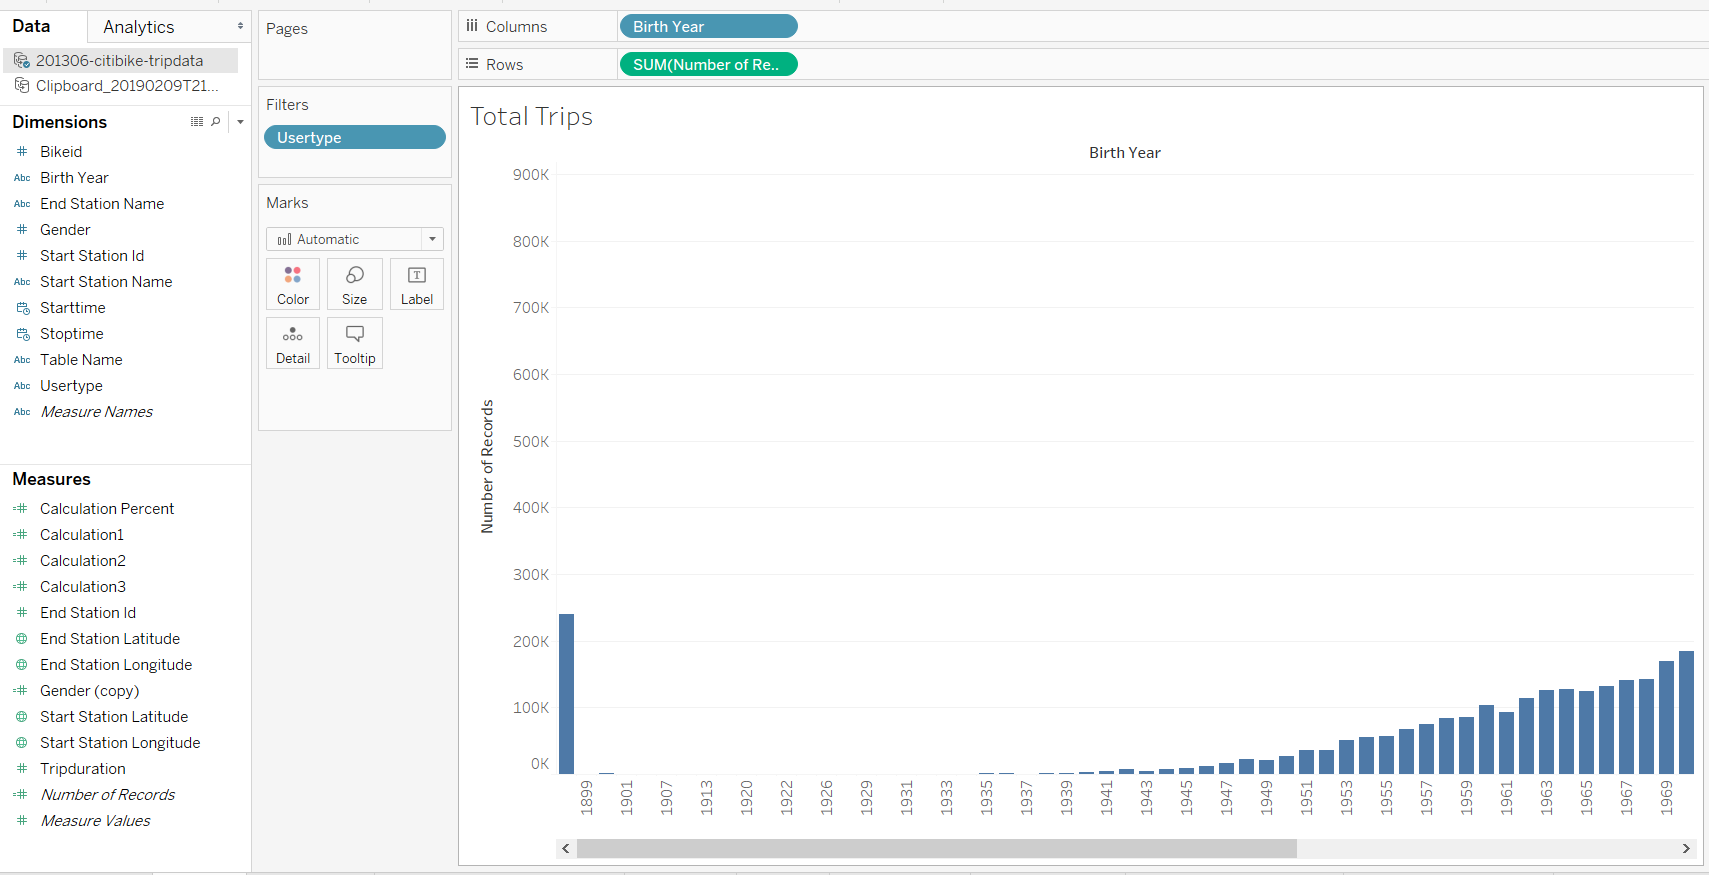 Data
Analytics
201306-citibike-tripdata
Clipboard_20190209T21...
Dimensions
# Bikeid
Abc Birth Year
Abc End Station Name
# Gender
# Start Station Id
Abc Start Station Name
Starttime
Stoptime
Abc Table Name
Abc Usertype
Abc Measure Names
Measures
=# Calculation Percent
=# Calculation1
=# Calculation2
=# Calculation3
# End Station Id
End Station Latitude
End Station Longitude
=# Gender (copy)
Start Station Latitude
Start Station Longitude
# Tripduration
=# Number of Records
# Measure Values
Pages
Filters
Usertype
Marks
Automatic
Color
Size
T
Label
Detail
Tooltip
Columns
Birth Year
Rows
SUM(Number of Re..
Total Trips
Birth Year
Number of Records
900K
800K
700K
600K
500K
400K
300K
200K
100K
0K
1899
1901
1907
1913
1920
1922
1926
1929
1931
1933
1935
1937
1939
1941
1943
1945
1947
1949
1951
1953
1955
1957
1959
1961
1963
1965
1967
1969